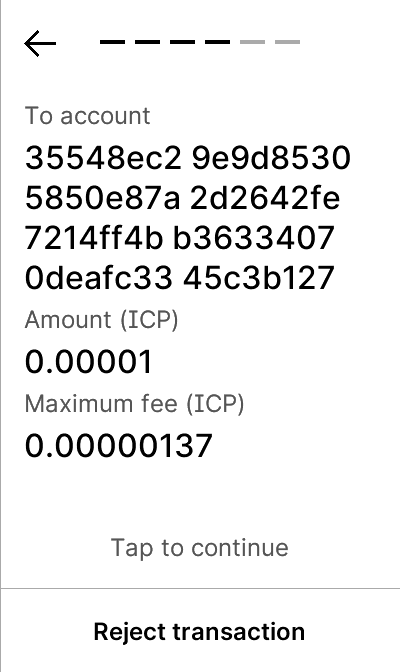 To account
35548ec2 9e9d8530
5850e87a 2d2642fe
7214ff4b b3633407
0deafc33 45c3b127
Amount (ICP)
0.00001
Maximum fee (ICP)
0.00000137
Tap to continue
Reject transaction